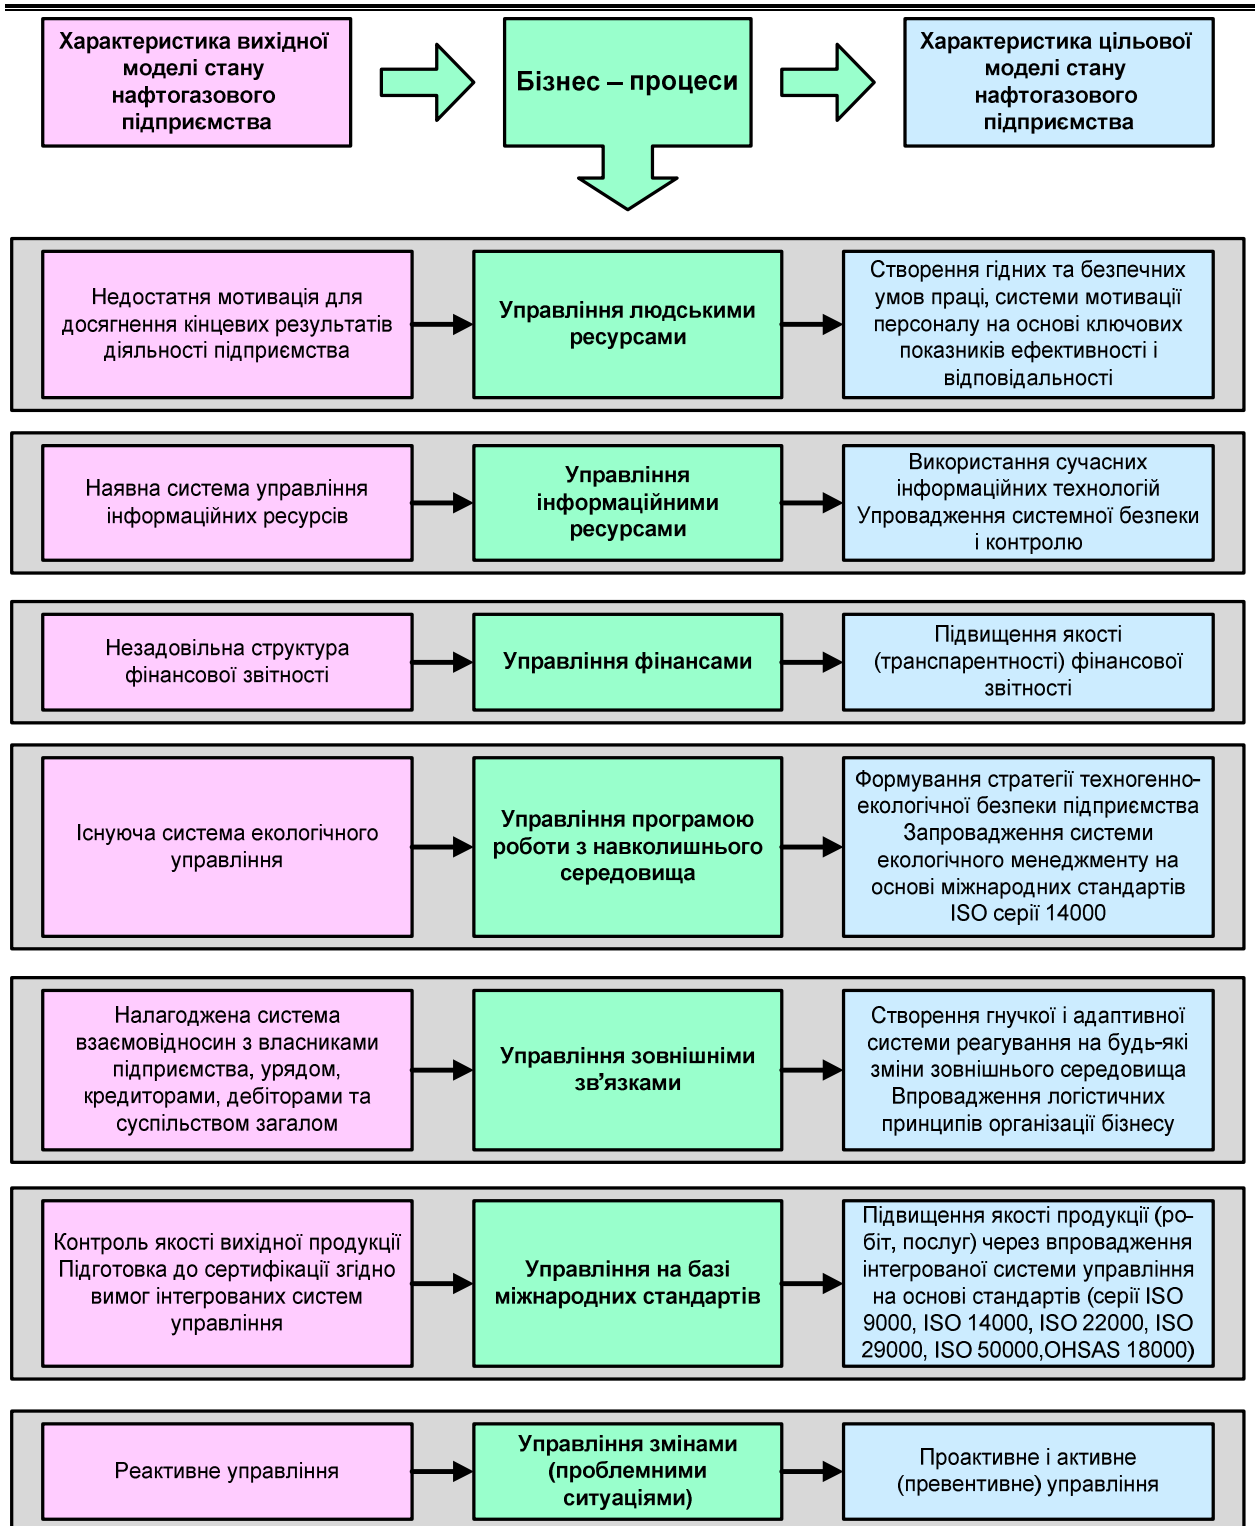 Характеристика вихідної
моделі стану
нафтогазового
підприємства
Бізнес – процеси
Характеристика цільової
моделі стану
нафтогазового
підприємства
Недостатня мотивація для
досягнення кінцевих результатів
діяльності підприємства
Управління людськими
ресурсами
Створення гідних та безпечних
умов праці, системи мотивації
персоналу на основі ключових
показників ефективності і
відповідальності
Наявна система управління
інформаційних ресурсів
Управління
інформаційними
ресурсами
Використання сучасних
інформаційних технологій
Упровадження системної безпеки
і контролю
Незадовільна структура
фінансової звітності
Управління фінансами
Підвищення якості
(транспарентності) фінансової
звітності
Існуюча система екологічного
управління
Управління програмою
роботи з навколишнього
середовища
Формування стратегії техногенно-
екологічної безпеки підприємства
Запровадження системи
екологічного менеджменту на
основі міжнародних стандартів
ISO серії 14000
Налагоджена система
взаємовідносин з власниками
підприємства, урядом,
кредиторами, дебіторами та
суспільством загалом
Управління зовнішніми
зв’язками
Створення гнучкої і адаптивної
системи реагування на будь-які
зміни зовнішнього середовища
Впровадження логістичних
принципів організації бізнесу
Контроль якості вихідної продукції
Підготовка до сертифікації згідно
вимог інтегрованих систем
управління
Управління на базі
міжнародних стандартів
Підвищення якості продукції (ро-
біт, послуг) через впровадження
інтегрованої системи управління
на основі стандартів (серії ISO
9000, ISO 14000, ISO 22000, ISO
29000, ISO 50000,OHSAS 18000)
Реактивне управління
Управління змінами
(проблемними
ситуаціями)
Проактивне і активне
(превентивне) управління